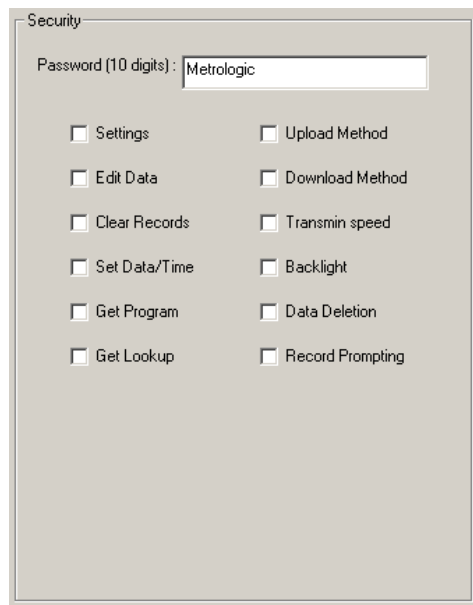 Security
Password (10 digits) : Metrologic
Settings
Upload Method
Edit Data
Download Method
Clear Records
Transmin speed
Set Data/Time
Backlight
Get Program
Data Deletion
Get Lookup
Record Prompting